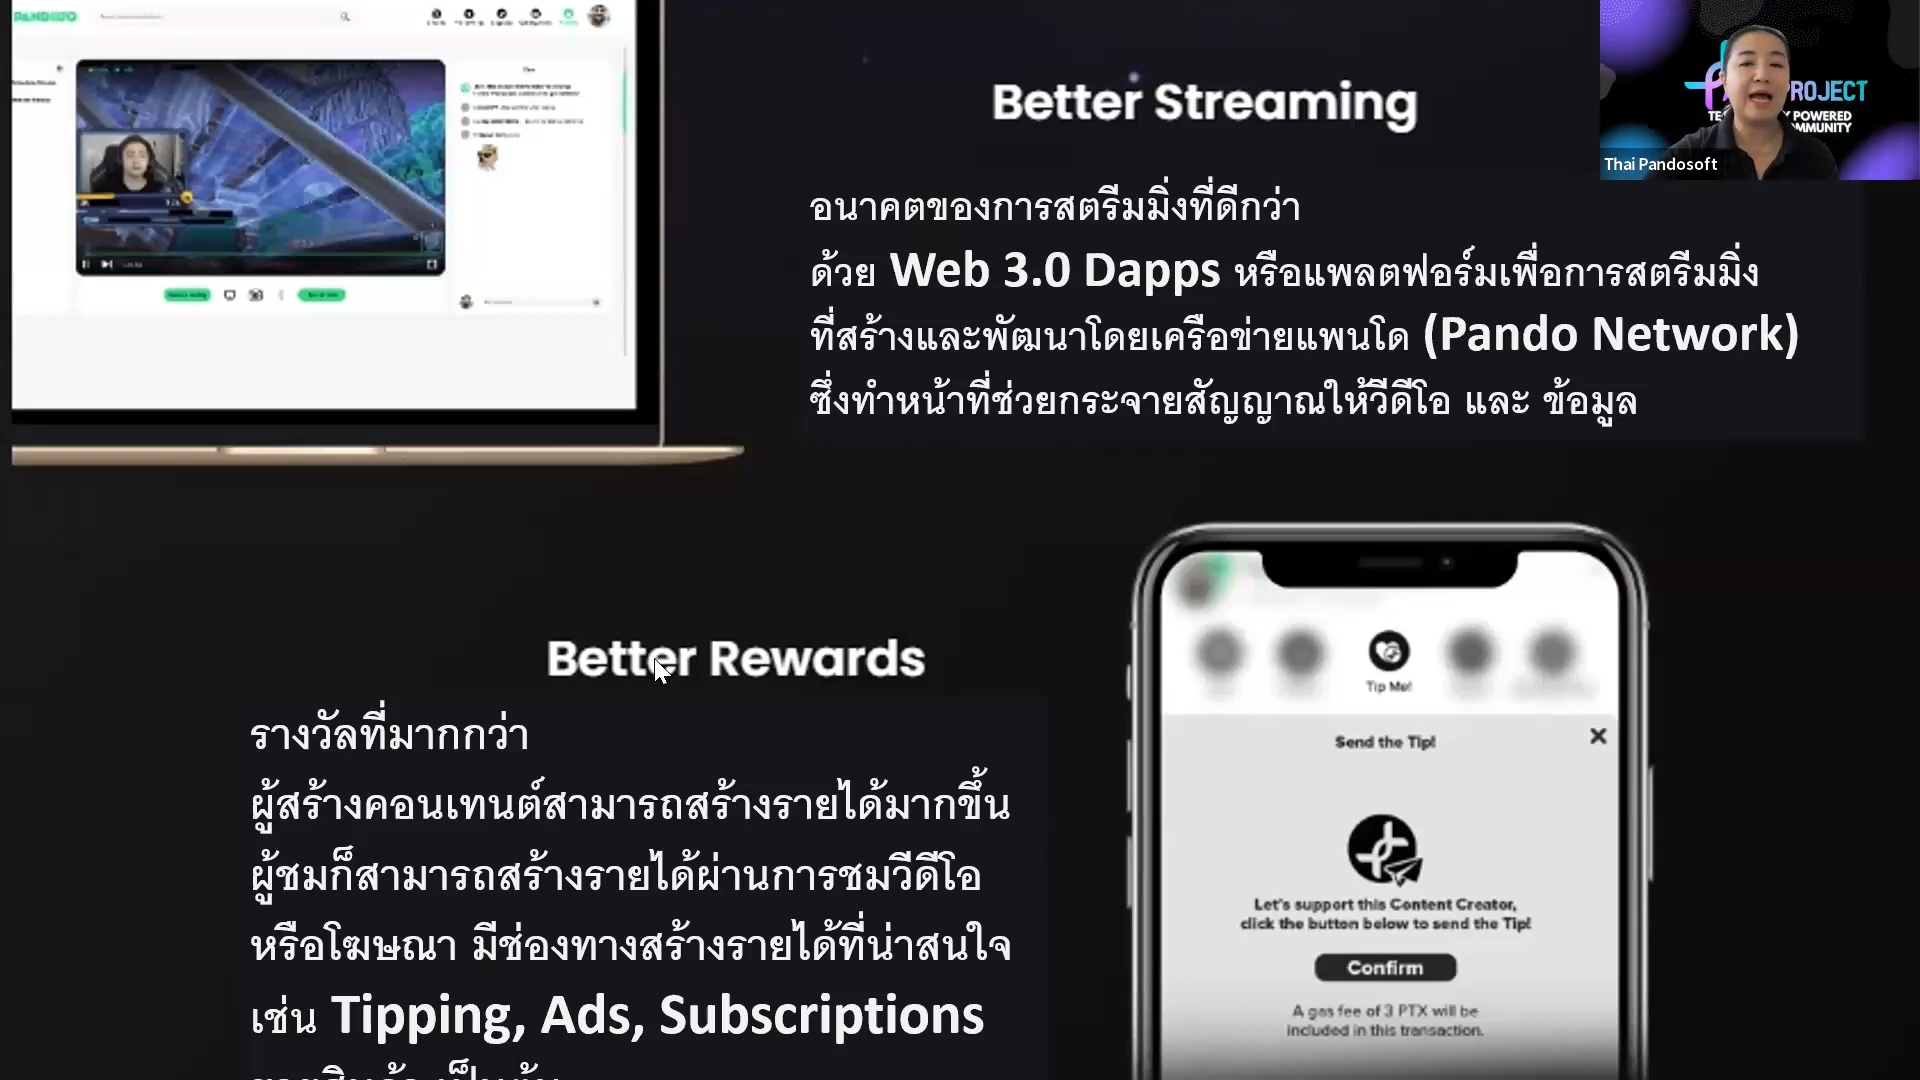 Better Streaming
PROJECT
POWERED
COMMUNITY
Thai Pandosoft
อนาคตของการสตรีมมิ่งที่ดีกว่า
ด้วย Web 3.0 Dapps หรือแพลตฟอร์มเพื่อการสตรีมมิ่ง
ที่สร้างและพัฒนาโดยเครือข่ายแพนโด (Pando Network)
ซึ่งทำหน้าที่ช่วยกระจายสัญญาณให้วีดีโอ และ ข้อมูล
Better Rewards
รางวัลที่มากกว่า
ผู้สร้างคอนเทนต์สามารถสร้างรายได้มากขึ้น
ผู้ชมก็สามารถสร้างรายได้ผ่านการชมวีดีโอ
หรือโฆษณา มีช่องทางสร้างรายได้ที่น่าสนใจ
เช่น Tipping, Ads, Subscriptions
Tip Me!
Send the Tip!
Let's support this Content Creator,
click the button below to send the Tip!
Confirm
A gas fee of 3 PTX will be
included in this transaction.